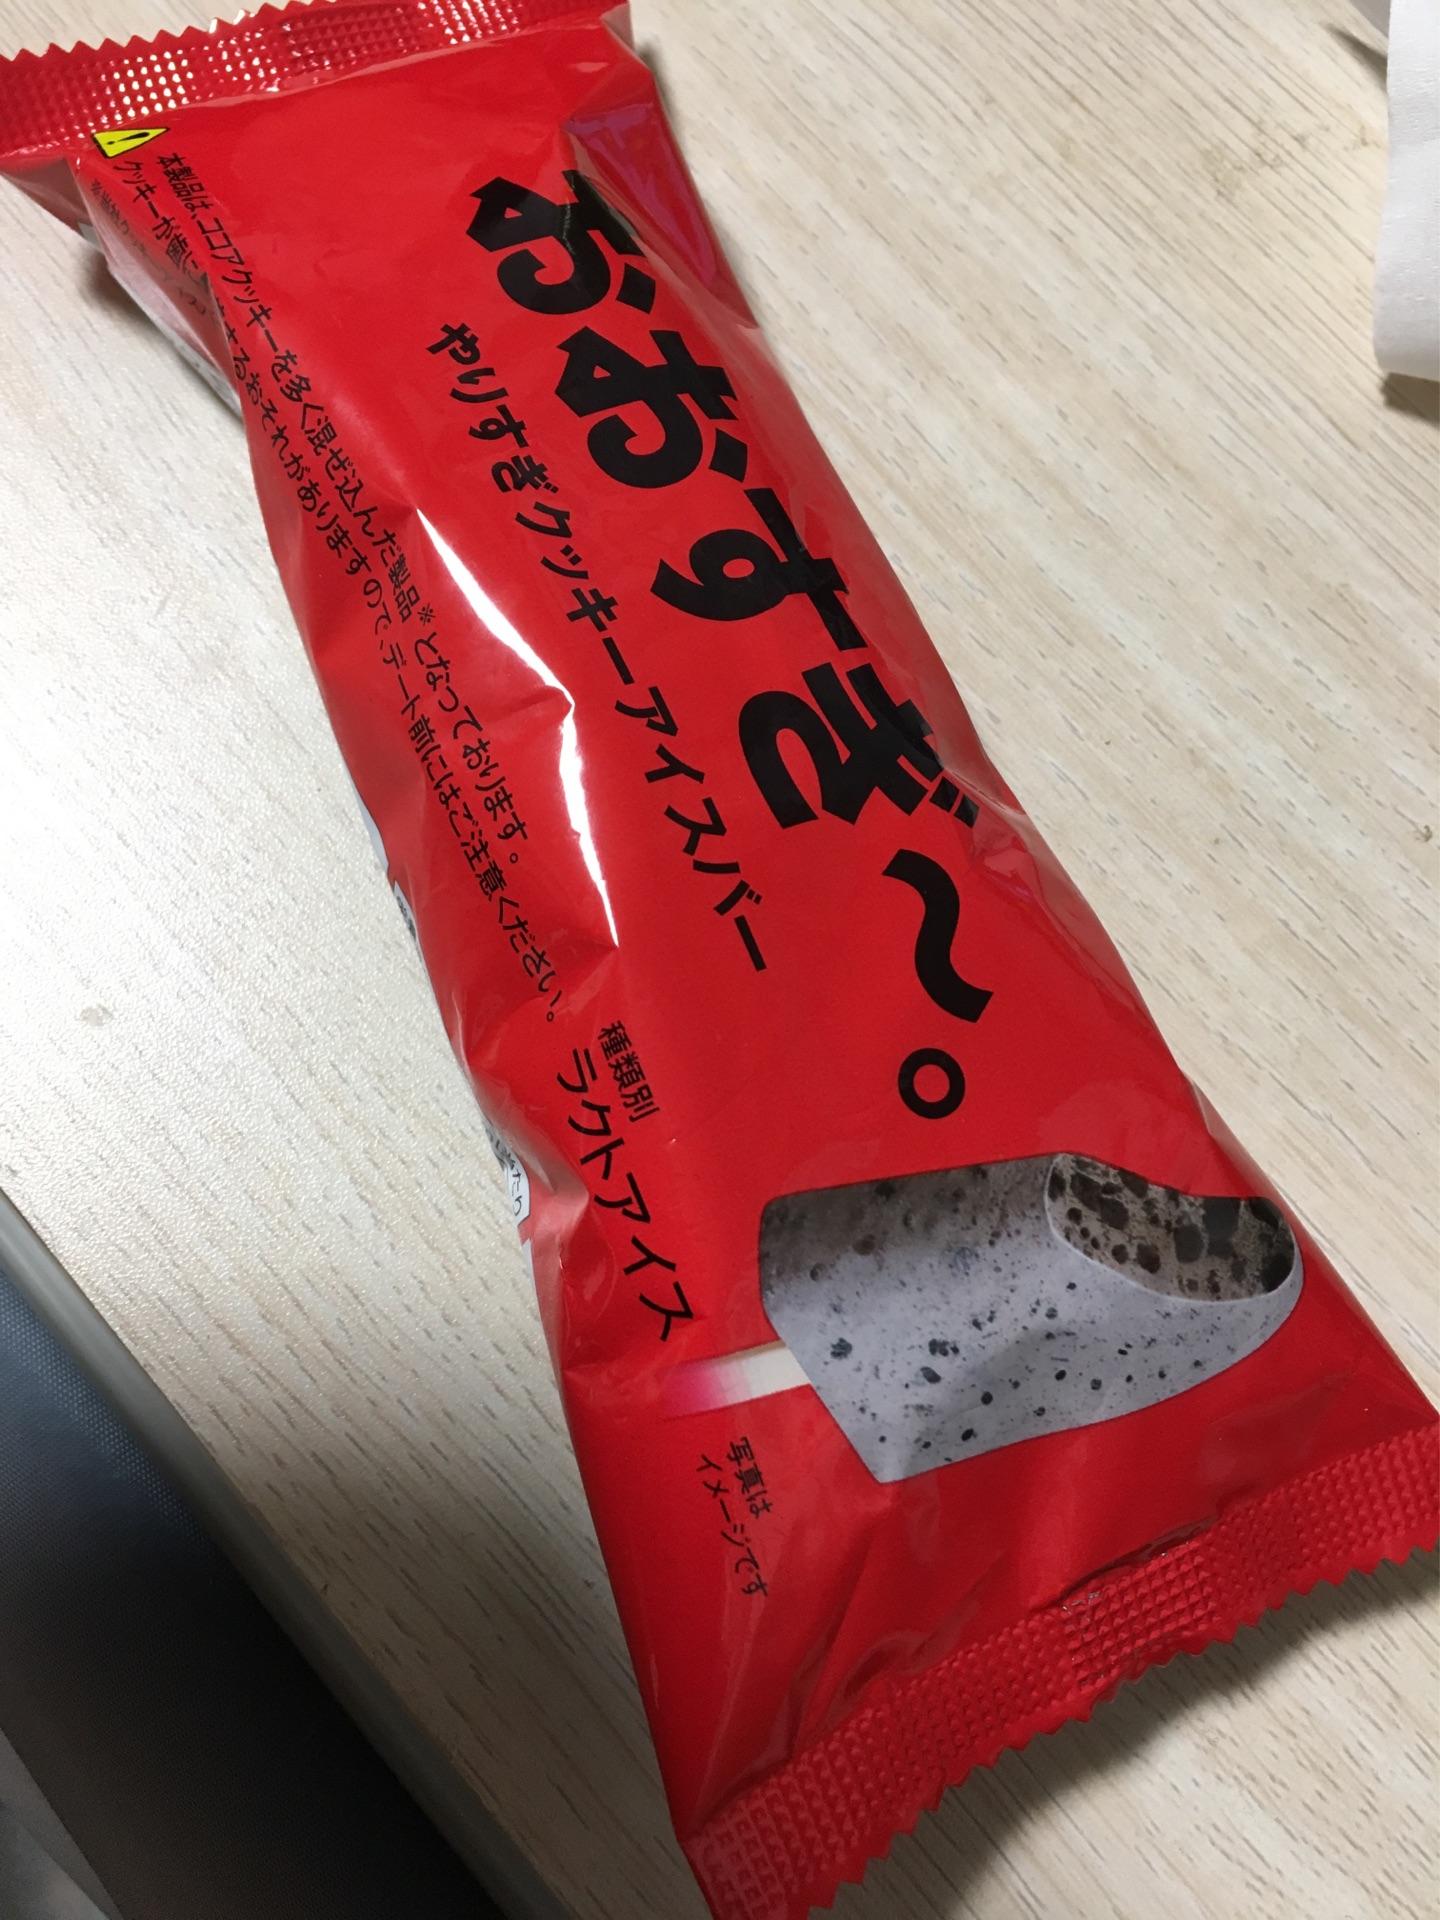 おおすぎ〜。
やりすぎクッキーアイスバー
本製品は、ココアクッキーを多く混ぜ込んだ製品※となっております。
クッキーが歯に付着するおそれがありますので、デート前にはご注意ください。
種類別
ラクトアイス
写真は
イメージです